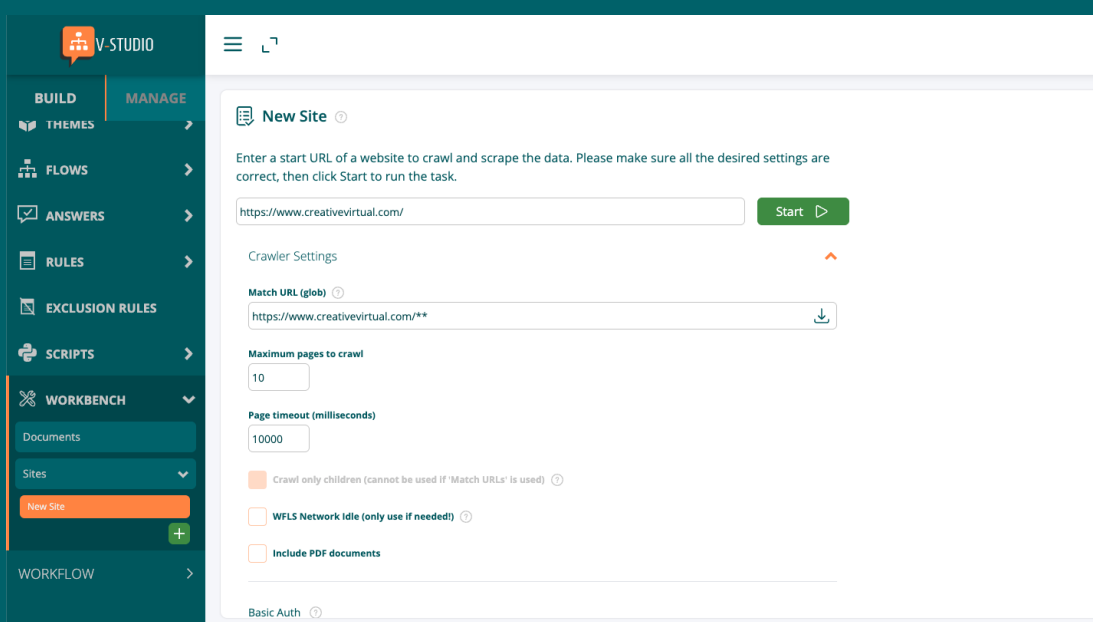 V-STUDIO
BUILD
MANAGE
THEMES
FLOWS
ANSWERS
RULES
EXCLUSION RULES
SCRIPTS
WORKBENCH
Documents
Sites
New Site
WORKFLOW
New Site
Enter a start URL of a website to crawl and scrape the data. Please make sure all the desired settings are
correct, then click Start to run the task.
https://www.creativevirtual.com/
Start
Crawler Settings
Match URL (glob)
https://www.creativevirtual.com/**
Maximum pages to crawl
10
Page timeout (milliseconds)
10000
Crawl only children (cannot be used if 'Match URLs' is used)
WFLS Network Idle (only use if needed!)
Include PDF documents
Basic Auth